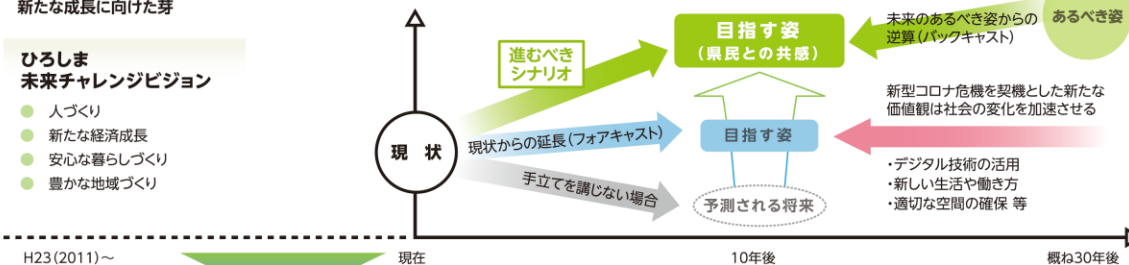 新たな成長に向けた芽
ひろしま
未来チャレンジビジョン
● 人づくり
● 新たな経済成長
● 安心な暮らしづくり
● 豊かな地域づくり
現 状
進むべき
シナリオ
現状からの延長(フォアキャスト)
手立てを講じない場合
目指す姿
(県民との共感)
目指す姿
予測される将来
未来のあるべき姿からの
逆算(バックキャスト)
あるべき姿
新型コロナ危機を契機とした新たな
価値観は社会の変化を加速させる
・デジタル技術の活用
・新しい生活や働き方
・適切な空間の確保 等
H23(2011)～
現在
10年後
概ね30年後